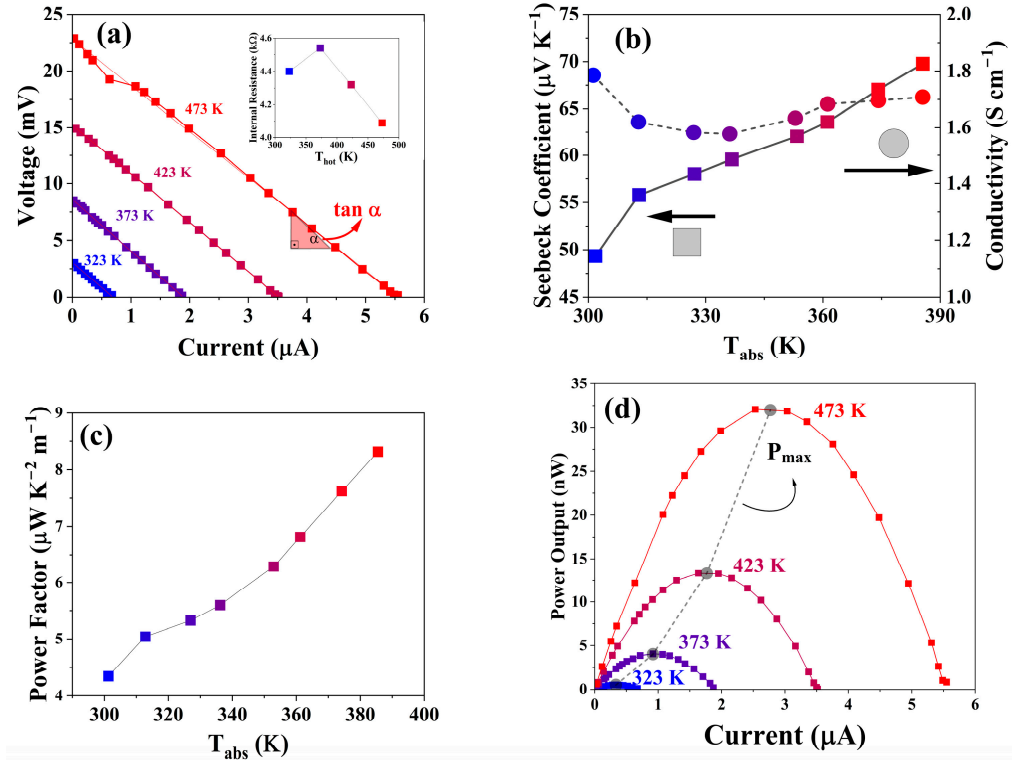 (a)
25
20
15
10
5
0
Voltage (mV)
0 1 2 3 4 5 6
Current (μA)
473 K
423 K
373 K
323 K
tan α
α
4.6
4.4
4.2
4.0
Internal Resistance (kΩ)
300 350 400 450 500
T_hot (K)
(b)
75
70
65
60
55
50
45
Seebeck Coefficient (μV K⁻¹)
2.0
1.8
1.6
1.4
1.2
1.0
Conductivity (S cm⁻¹)
300 330 360 390
T_abs (K)
(c)
9
8
7
6
5
4
Power Factor (μW K⁻² m⁻¹)
300 320 340 360 380 400
T_abs (K)
(d)
35
30
25
20
15
10
5
0
Power Output (nW)
473 K
P_max
423 K
373 K
323 K
0 1 2 3 4 5 6
Current (μA)